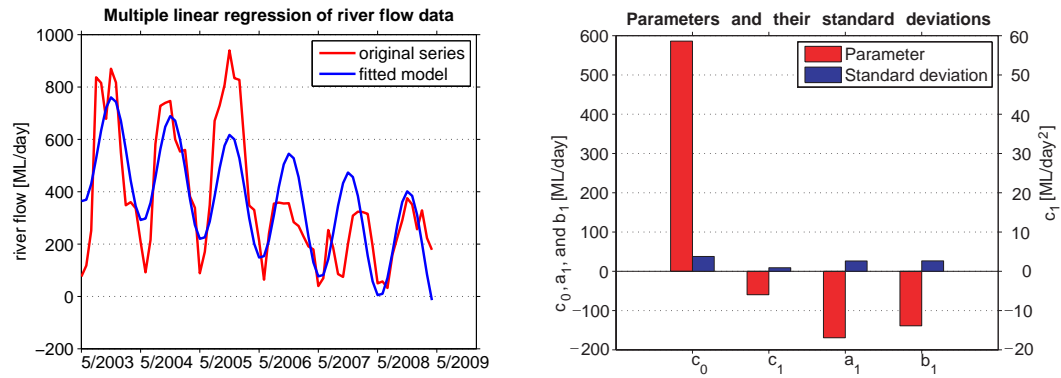 Multiple linear regression of river flow data
original series
fitted model
river flow [ML/day]
1000
800
600
400
200
0
−200
5/2003 5/2004 5/2005 5/2006 5/2007 5/2008 5/2009
Parameters and their standard deviations
Parameter
Standard deviation
c₀, a₁, and b₁ [ML/day]
600
500
400
300
200
100
0
−100
−200
60
50
40
30
20
10
0
−10
−20
c₁ [ML/day²]
c₀ c₁ a₁ b₁